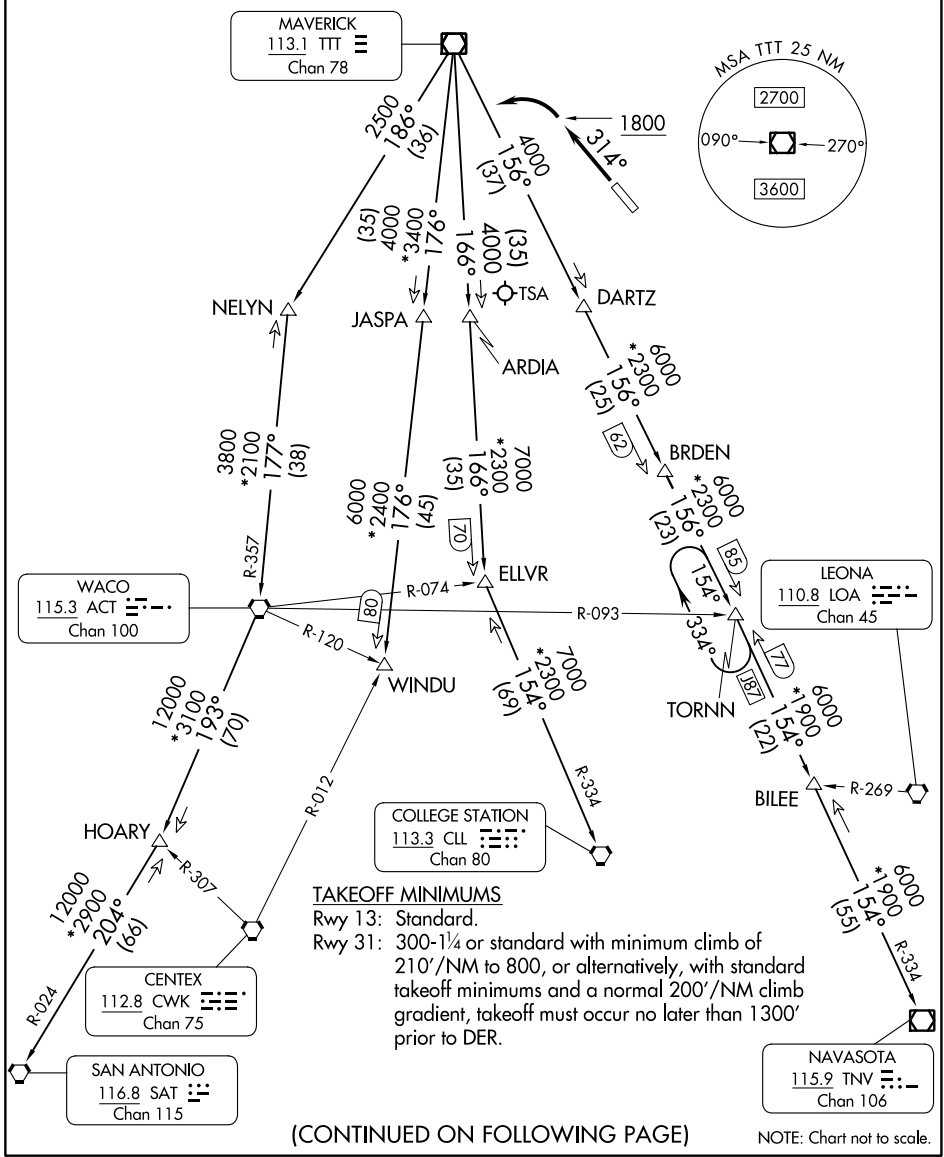 MAVERICK
113.1 TTT
Chan 78
MSA TTT 25 NM
2700
090°
270°
3600
1800
314°
2500
186°
(36)
(35)
4000
*3400
176°
(35)
4000
166°
4000
156°
(37)
TSA
NELYN
JASPA
ARDIA
DARTZ
6000
*2300
156°
(25)
62
BRDEN
3800
*2100
177°
(38)
6000
*2400
176°
(45)
7000
*2300
166°
(35)
6000
*2300
156°
(23)
R-357
70
85
ELLVR
WACO
115.3 ACT
Chan 100
R-074
80
R-093
R-120
WINDU
154°
334°
LEONA
110.8 LOA
Chan 45
77
J87
TORNN
12000
*3100
193°
(70)
7000
*2300
154°
(69)
6000
*1900
154°
(22)
R-012
R-334
BILEE
R-269
HOARY
R-307
COLLEGE STATION
113.3 CLL
Chan 80
12000
*2900
204°
(66)
6000
*1900
154°
(55)
R-024
R-334
CENTEX
112.8 CWK
Chan 75
TAKEOFF MINIMUMS
Rwy 13: Standard.
Rwy 31: 300-1¼ or standard with minimum climb of
210'/NM to 800, or alternatively, with standard
takeoff minimums and a normal 200'/NM climb
gradient, takeoff must occur no later than 1300'
prior to DER.
SAN ANTONIO
116.8 SAT
Chan 115
NAVASOTA
115.9 TNV
Chan 106
(CONTINUED ON FOLLOWING PAGE)
NOTE: Chart not to scale.